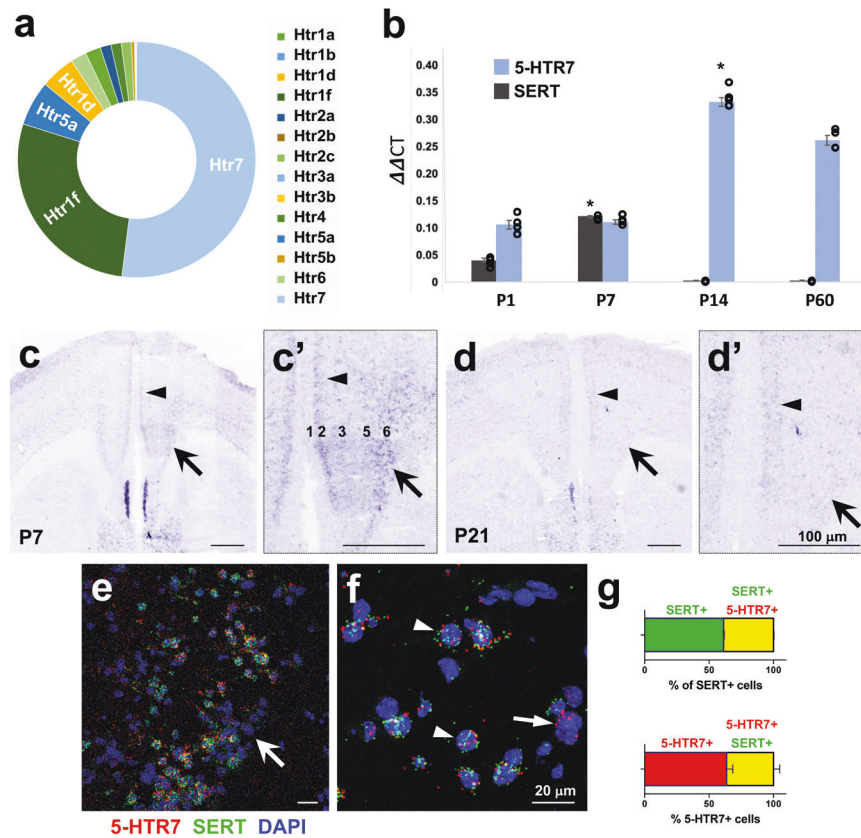 a
Htr7
Htr1f
Htr5a
Htr1d
Htr1a
Htr1b
Htr1d
Htr1f
Htr2a
Htr2b
Htr2c
Htr3a
Htr3b
Htr4
Htr5a
Htr5b
Htr6
Htr7
b
ΔΔCT
0.40
0.35
0.30
0.25
0.20
0.15
0.10
0.05
0.00
5-HTR7
SERT
*
*
P1 P7 P14 P60
c
P7
c'
1 2 3 5 6
d
P21
d'
100 µm
e
f
20 µm
5-HTR7 SERT DAPI
g
SERT+
SERT+ 5-HTR7+
0 50 100
% of SERT+ cells
5-HTR7+
5-HTR7+ SERT+
0 50 100
% 5-HTR7+ cells